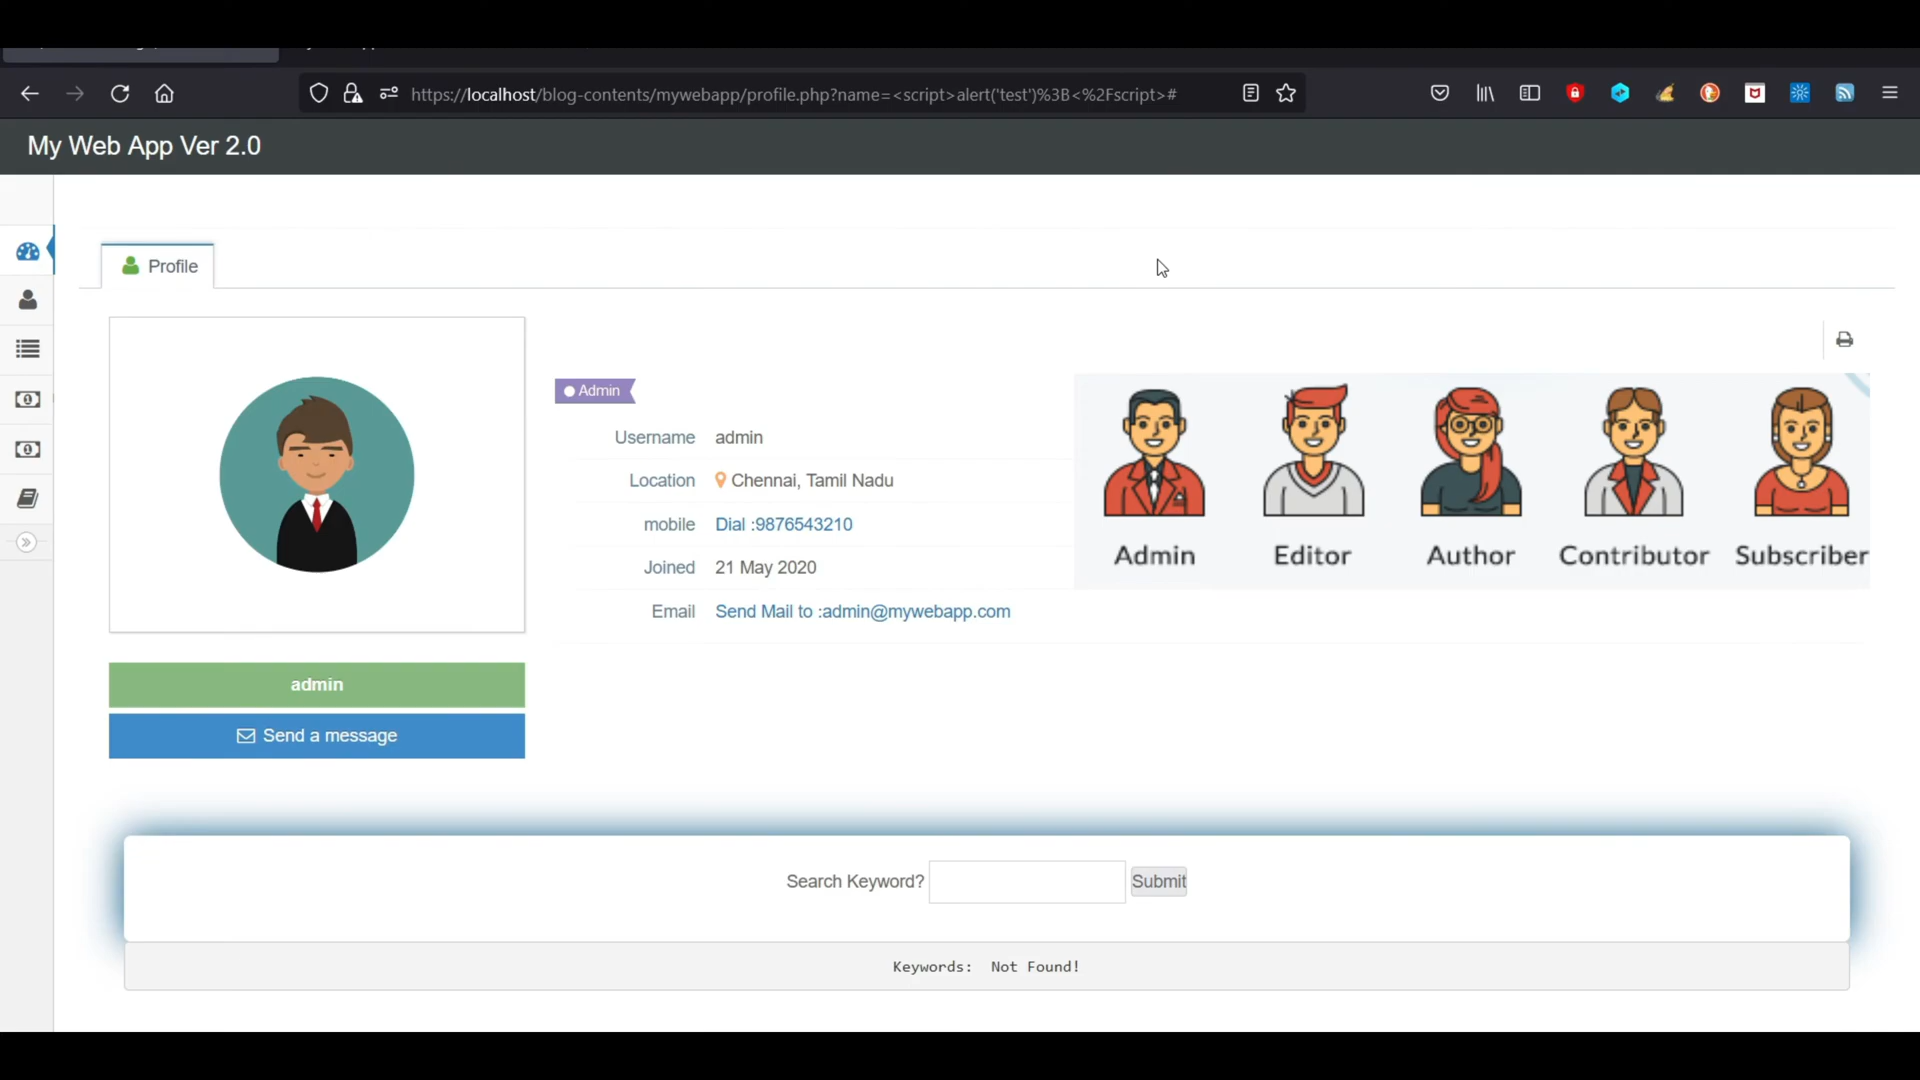 https://localhost/blog-contents/mywebapp/profile.php?name=<script>alert('test')%3B<%2Fscript>#
My Web App Ver 2.0
Profile
Admin
Username admin
Location Chennai, Tamil Nadu
mobile Dial :9876543210
Joined 21 May 2020
Email Send Mail to :admin@mywebapp.com
Admin Editor Author Contributor Subscriber
admin
Send a message
Search Keyword? Submit
Keywords: Not Found!